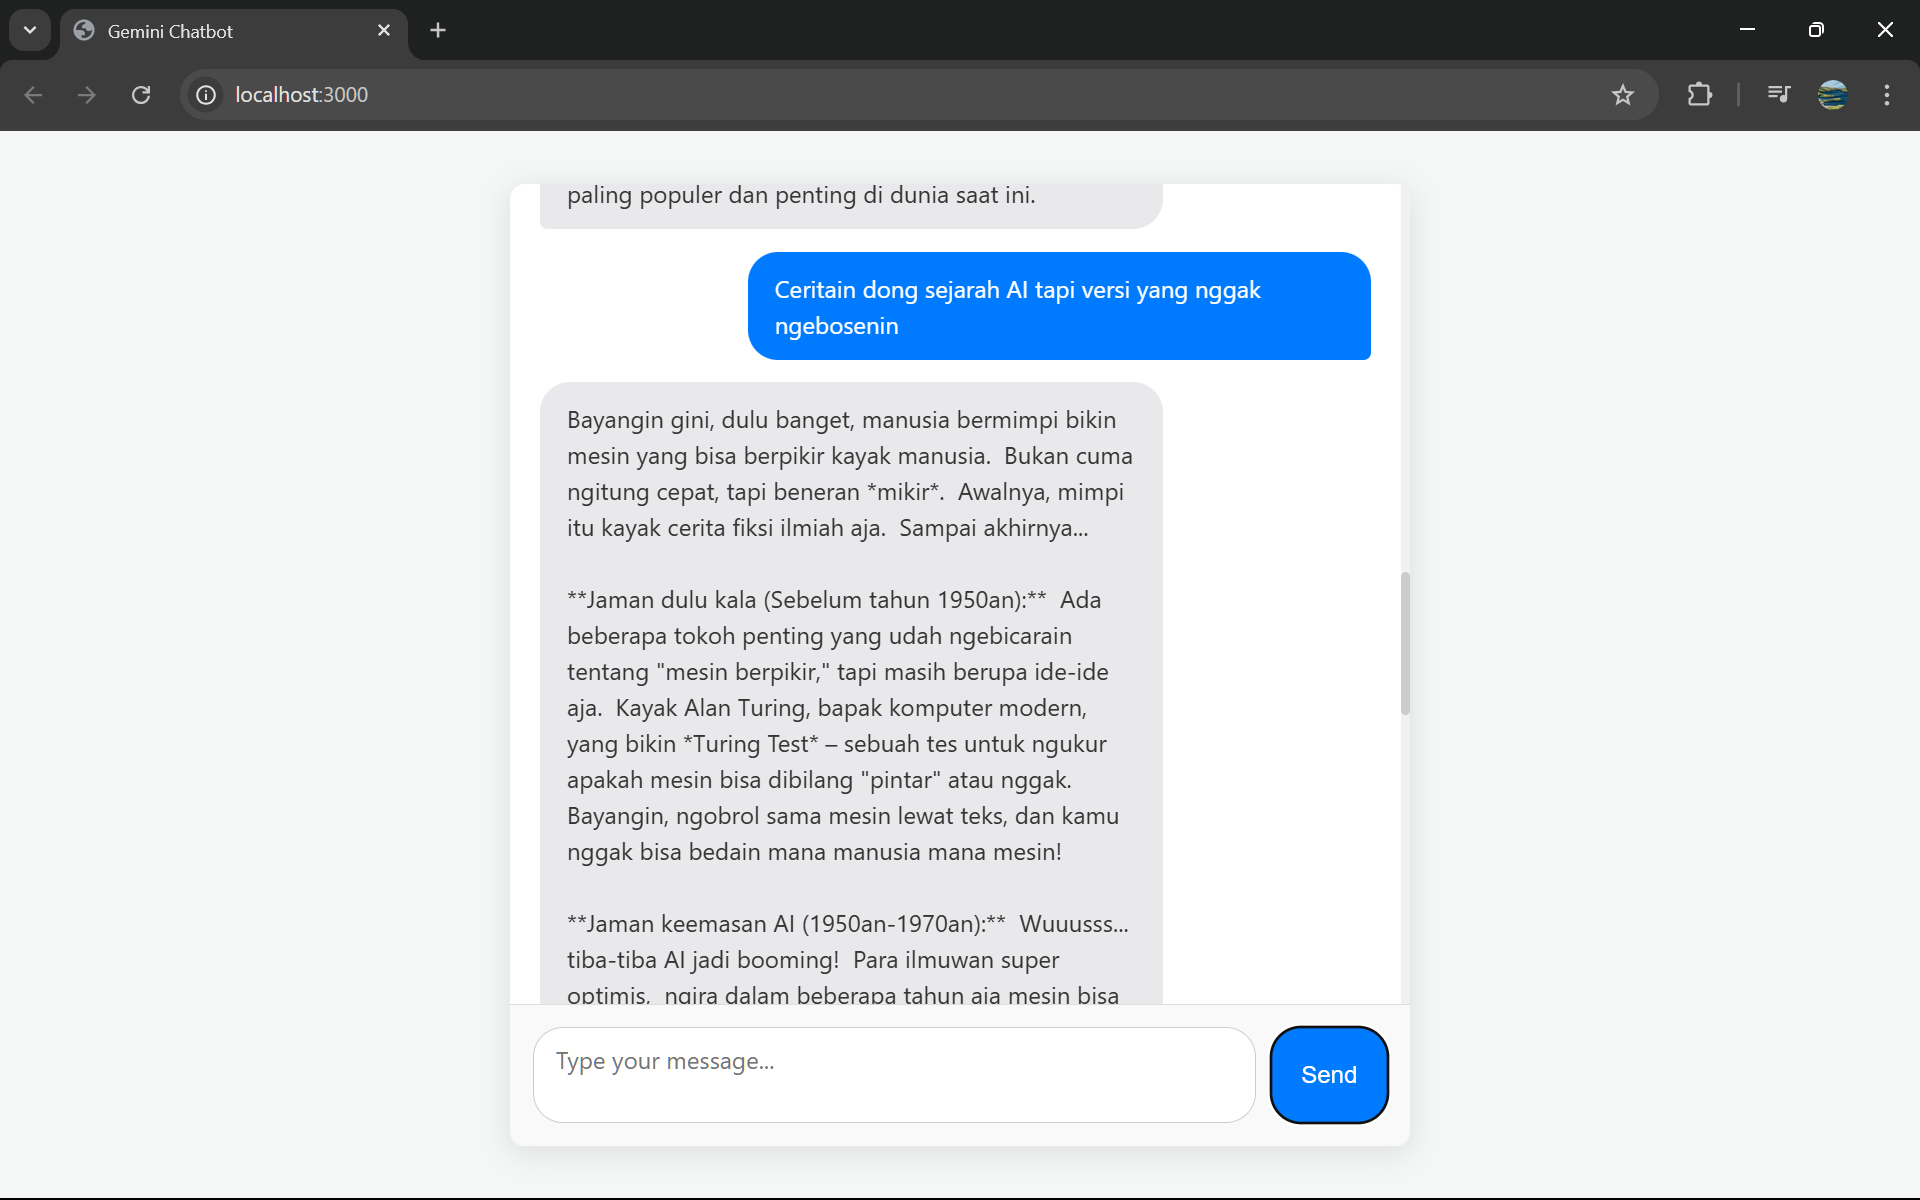 Gemini Chatbot
localhost:3000
paling populer dan penting di dunia saat ini.
Ceritain dong sejarah AI tapi versi yang nggak
ngebosenin
Bayangin gini, dulu banget, manusia bermimpi bikin
mesin yang bisa berpikir kayak manusia.  Bukan cuma
ngitung cepat, tapi beneran *mikir*.  Awalnya, mimpi
itu kayak cerita fiksi ilmiah aja.  Sampai akhirnya...
**Jaman dulu kala (Sebelum tahun 1950an):**  Ada
beberapa tokoh penting yang udah ngebicarain
tentang "mesin berpikir," tapi masih berupa ide-ide
aja.  Kayak Alan Turing, bapak komputer modern,
yang bikin *Turing Test* – sebuah tes untuk ngukur
apakah mesin bisa dibilang "pintar" atau nggak.
Bayangin, ngobrol sama mesin lewat teks, dan kamu
nggak bisa bedain mana manusia mana mesin!
**Jaman keemasan AI (1950an-1970an):**  Wuuusss...
tiba-tiba AI jadi booming!  Para ilmuwan super
optimis,  ngira dalam beberapa tahun aja mesin bisa
Type your message...
Send